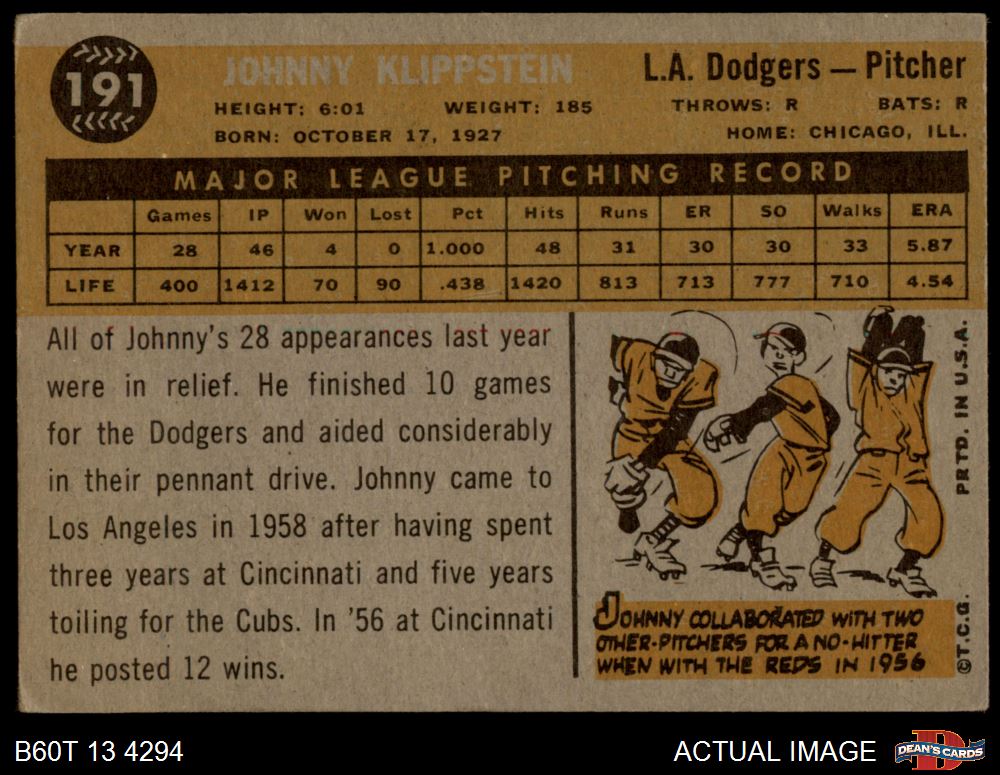 191
JOHNNY KLIPPSTEIN
L.A. Dodgers — Pitcher
HEIGHT: 6:01 WEIGHT: 185 THROWS: R BATS: R
BORN: OCTOBER 17, 1927 HOME: CHICAGO, ILL.
MAJOR LEAGUE PITCHING RECORD
Games IP Won Lost Pct Hits Runs ER SO Walks ERA
YEAR 28 46 4 0 1.000 48 31 30 30 33 5.87
LIFE 400 1412 70 90 .438 1420 813 713 777 710 4.54
All of Johnny's 28 appearances last year
were in relief. He finished 10 games
for the Dodgers and aided considerably
in their pennant drive. Johnny came to
Los Angeles in 1958 after having spent
three years at Cincinnati and five years
toiling for the Cubs. In '56 at Cincinnati
he posted 12 wins.
JOHNNY COLLABORATED WITH TWO
OTHER-PITCHERS FOR A NO-HITTER
WHEN WITH THE REDS IN 1956
©T.C.G. PRTD. IN U.S.A.
B60T 13 4294
ACTUAL IMAGE
D
DEAN'S CARDS